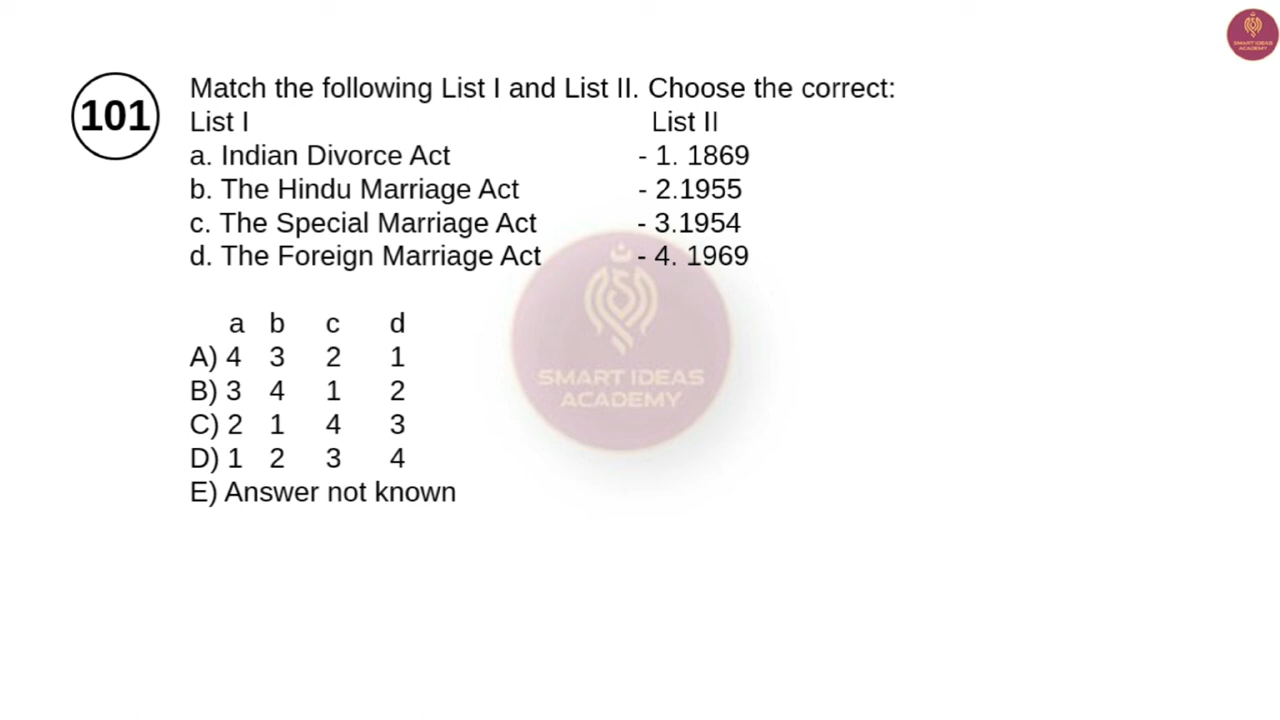 SMART IDEAS
ACADEMY
101
Match the following List I and List II. Choose the correct:
List I List II
a. Indian Divorce Act - 1. 1869
b. The Hindu Marriage Act - 2.1955
c. The Special Marriage Act - 3.1954
d. The Foreign Marriage Act - 4. 1969
a b c d
A) 4 3 2 1
B) 3 4 1 2
C) 2 1 4 3
D) 1 2 3 4
E) Answer not known
SMART IDEAS
ACADEMY